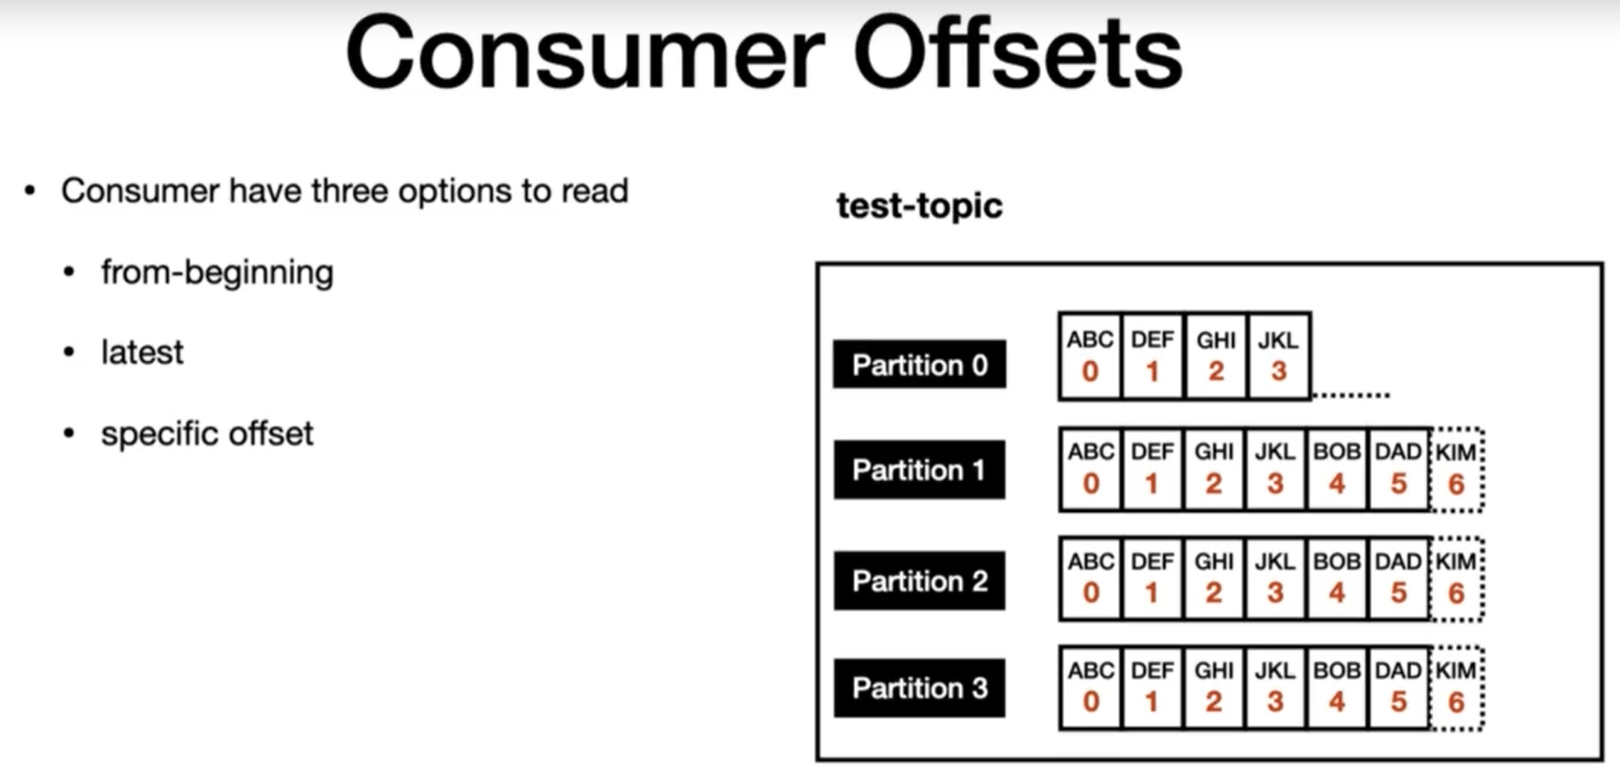 Consumer Offsets
• Consumer have three options to read
• from-beginning
• latest
• specific offset
test-topic
Partition 0
ABC DEF GHI JKL
0 1 2 3
Partition 1
ABC DEF GHI JKL BOB DAD KIM
0 1 2 3 4 5 6
Partition 2
ABC DEF GHI JKL BOB DAD KIM
0 1 2 3 4 5 6
Partition 3
ABC DEF GHI JKL BOB DAD KIM
0 1 2 3 4 5 6